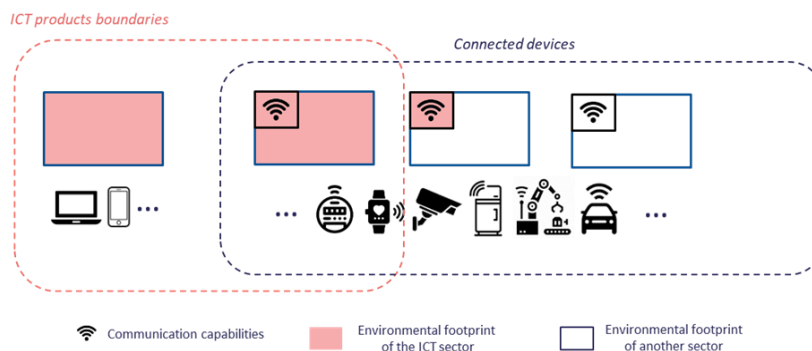 ICT products boundaries
Connected devices
...
...
...
Communication capabilities
Environmental footprint
of the ICT sector
Environmental footprint
of another sector